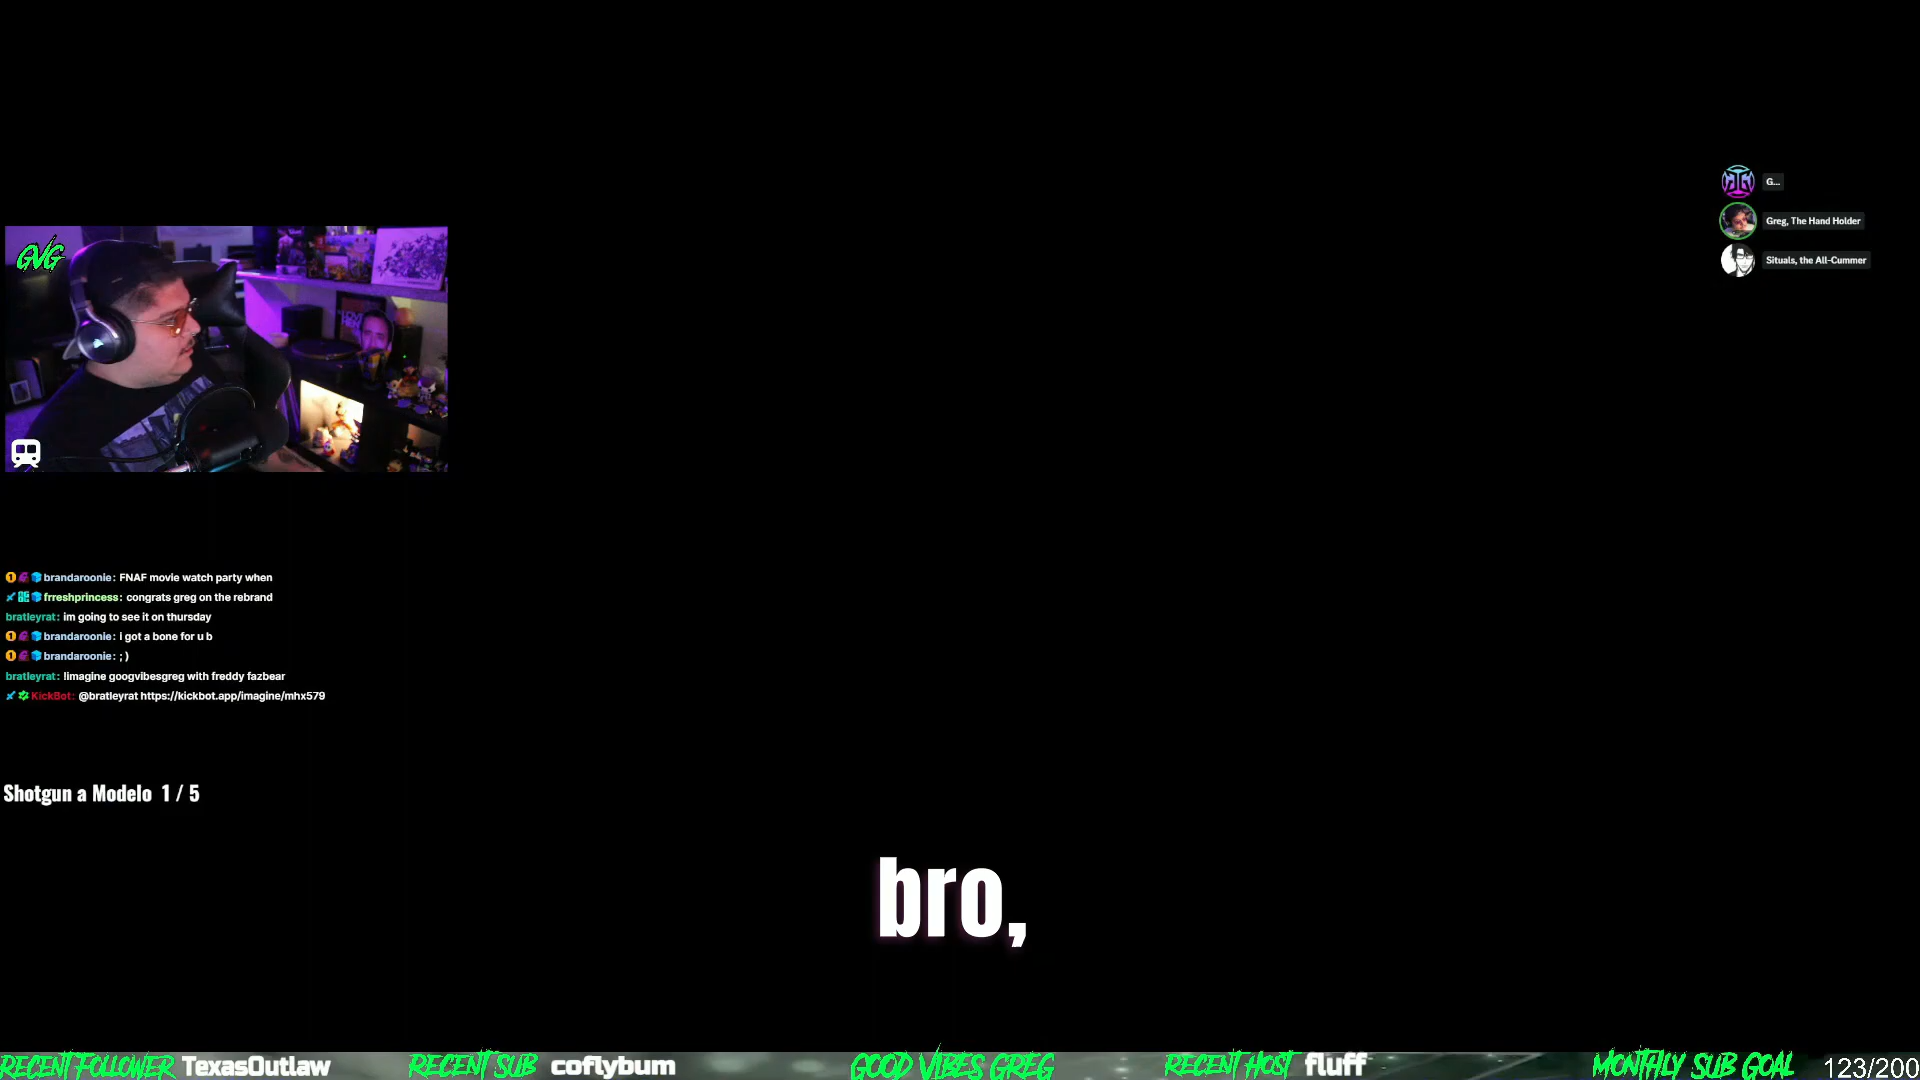 G...
Greg, The Hand Holder
Situals, the All-Cummer
GVG
brandaroonie: FNAF movie watch party when
frreshprincess: congrats greg on the rebrand
bratleyrat: im going to see it on thursday
brandaroonie: i got a bone for u b
brandaroonie: ; )
bratleyrat: !imagine googvibesgreg with freddy fazbear
KickBot: @bratleyrat https://kickbot.app/imagine/mhx579
Shotgun a Modelo 1 / 5
bro,
RECENT FOLLOWER TexasOutlaw RECENT SUB coflybum GOOD VIBES GREG RECENT HOST fluff MONTHLY SUB GOAL 123/200